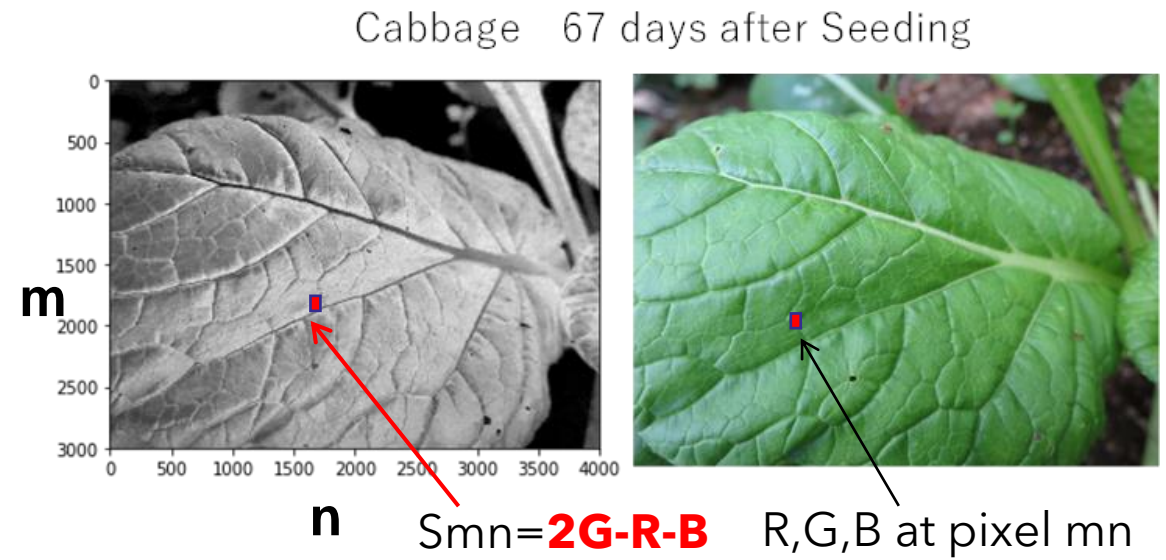 Cabbage 67 days after Seeding
0
500
1000
1500
2000
2500
3000
m
0 500 1000 1500 2000 2500 3000 3500 4000
n
Smn=2G-R-B
R,G,B at pixel mn